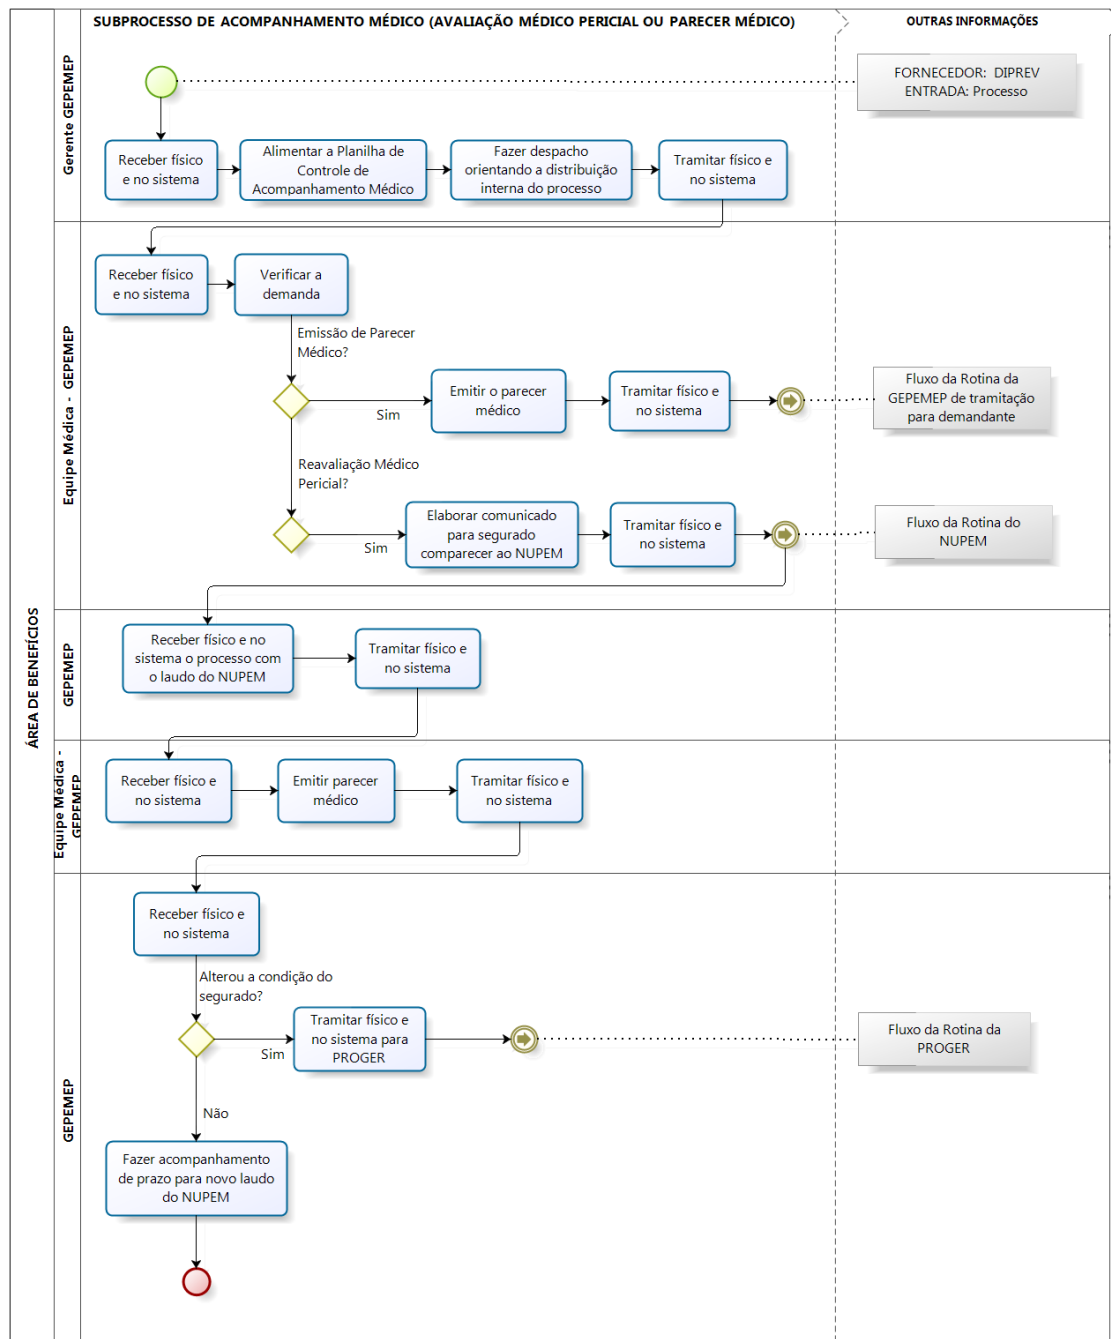 SUBPROCESSO DE ACOMPANHAMENTO MÉDICO (AVALIAÇÃO MÉDICO PERICIAL OU PARECER MÉDICO)
OUTRAS INFORMAÇÕES
ÁREA DE BENEFÍCIOS
Gerente GEPEMEP
FORNECEDOR: DIPREV
ENTRADA: Processo
Receber físico
e no sistema
Alimentar a Planilha de
Controle de
Acompanhamento Médico
Fazer despacho
orientando a distribuição
interna do processo
Tramitar físico e
no sistema
Equipe Médica - GEPEMEP
Receber físico
e no sistema
Verificar a
demanda
Emissão de Parecer
Médico?
Sim
Emitir o parecer
médico
Tramitar físico e
no sistema
Fluxo da Rotina da
GEPEMEP de tramitação
para demandante
Reavaliação Médico
Pericial?
Sim
Elaborar comunicado
para segurado
comparecer ao NUPEM
Tramitar físico e
no sistema
Fluxo da Rotina do
NUPEM
GEPEMEP
Receber físico e no
sistema o processo com
o laudo do NUPEM
Tramitar físico e
no sistema
Equipe Médica -
GEPEMEP
Receber físico e
no sistema
Emitir parecer
médico
Tramitar físico e
no sistema
GEPEMEP
Receber físico e
no sistema
Alterou a condição do
segurado?
Sim
Tramitar físico e
no sistema para
PROGER
Fluxo da Rotina da
PROGER
Não
Fazer acompanhamento
de prazo para novo laudo
do NUPEM